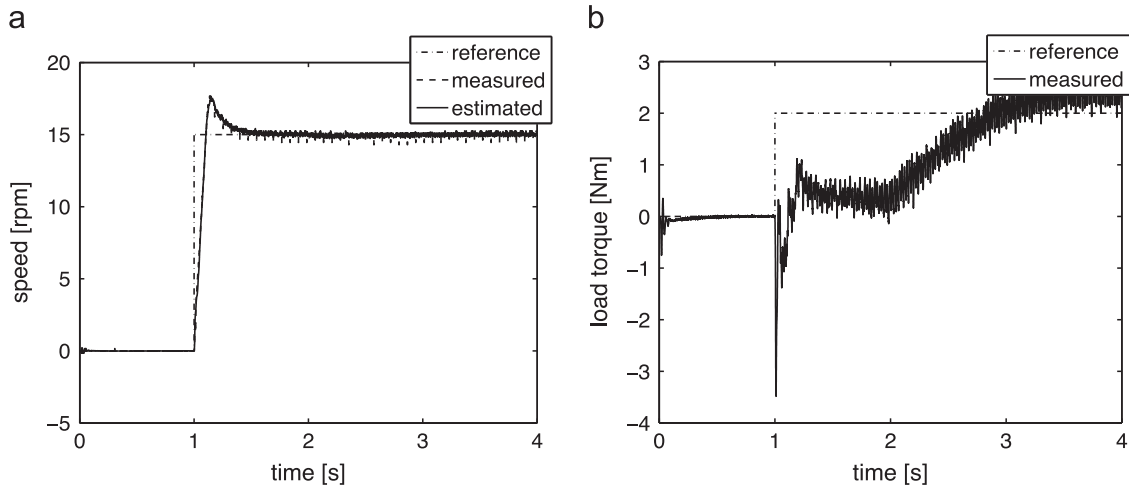 a
reference
measured
estimated
20
15
10
5
0
−5
speed [rpm]
0 1 2 3 4
time [s]
b
reference
measured
3
2
1
0
−1
−2
−3
−4
load torque [Nm]
0 1 2 3 4
time [s]